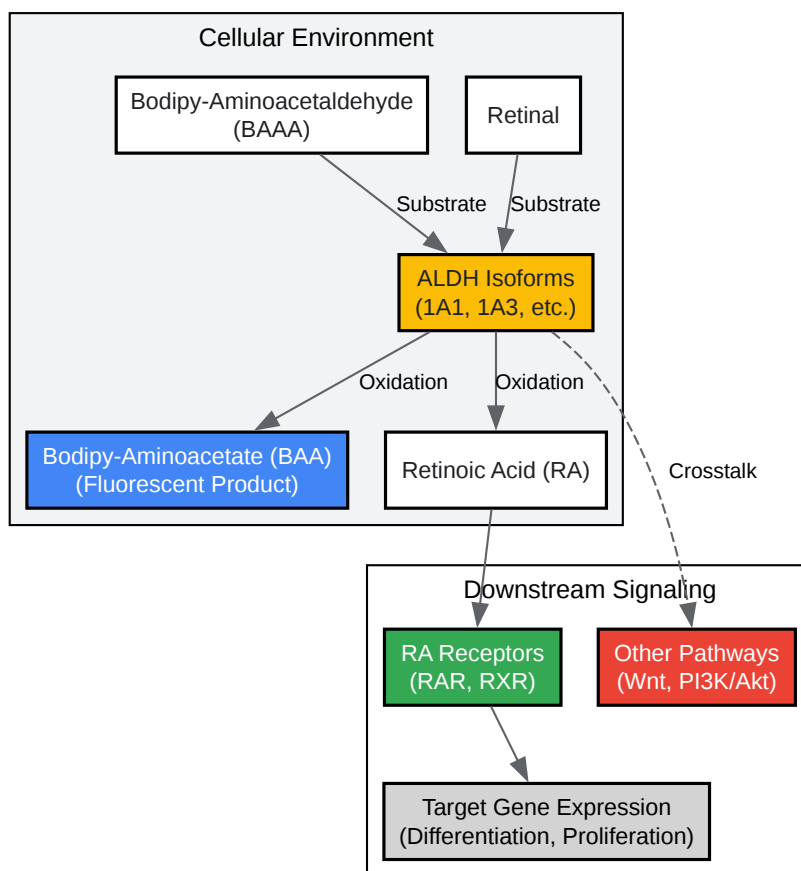 Cellular Environment
Bodipy-Aminoacetaldehyde
(BAAA)
Retinal
Substrate
Substrate
ALDH Isoforms
(1A1, 1A3, etc.)
Oxidation
Oxidation
Bodipy-Aminoacetate (BAA)
(Fluorescent Product)
Retinoic Acid (RA)
Crosstalk
Downstream Signaling
RA Receptors
(RAR, RXR)
Other Pathways
(Wnt, PI3K/Akt)
Target Gene Expression
(Differentiation, Proliferation)